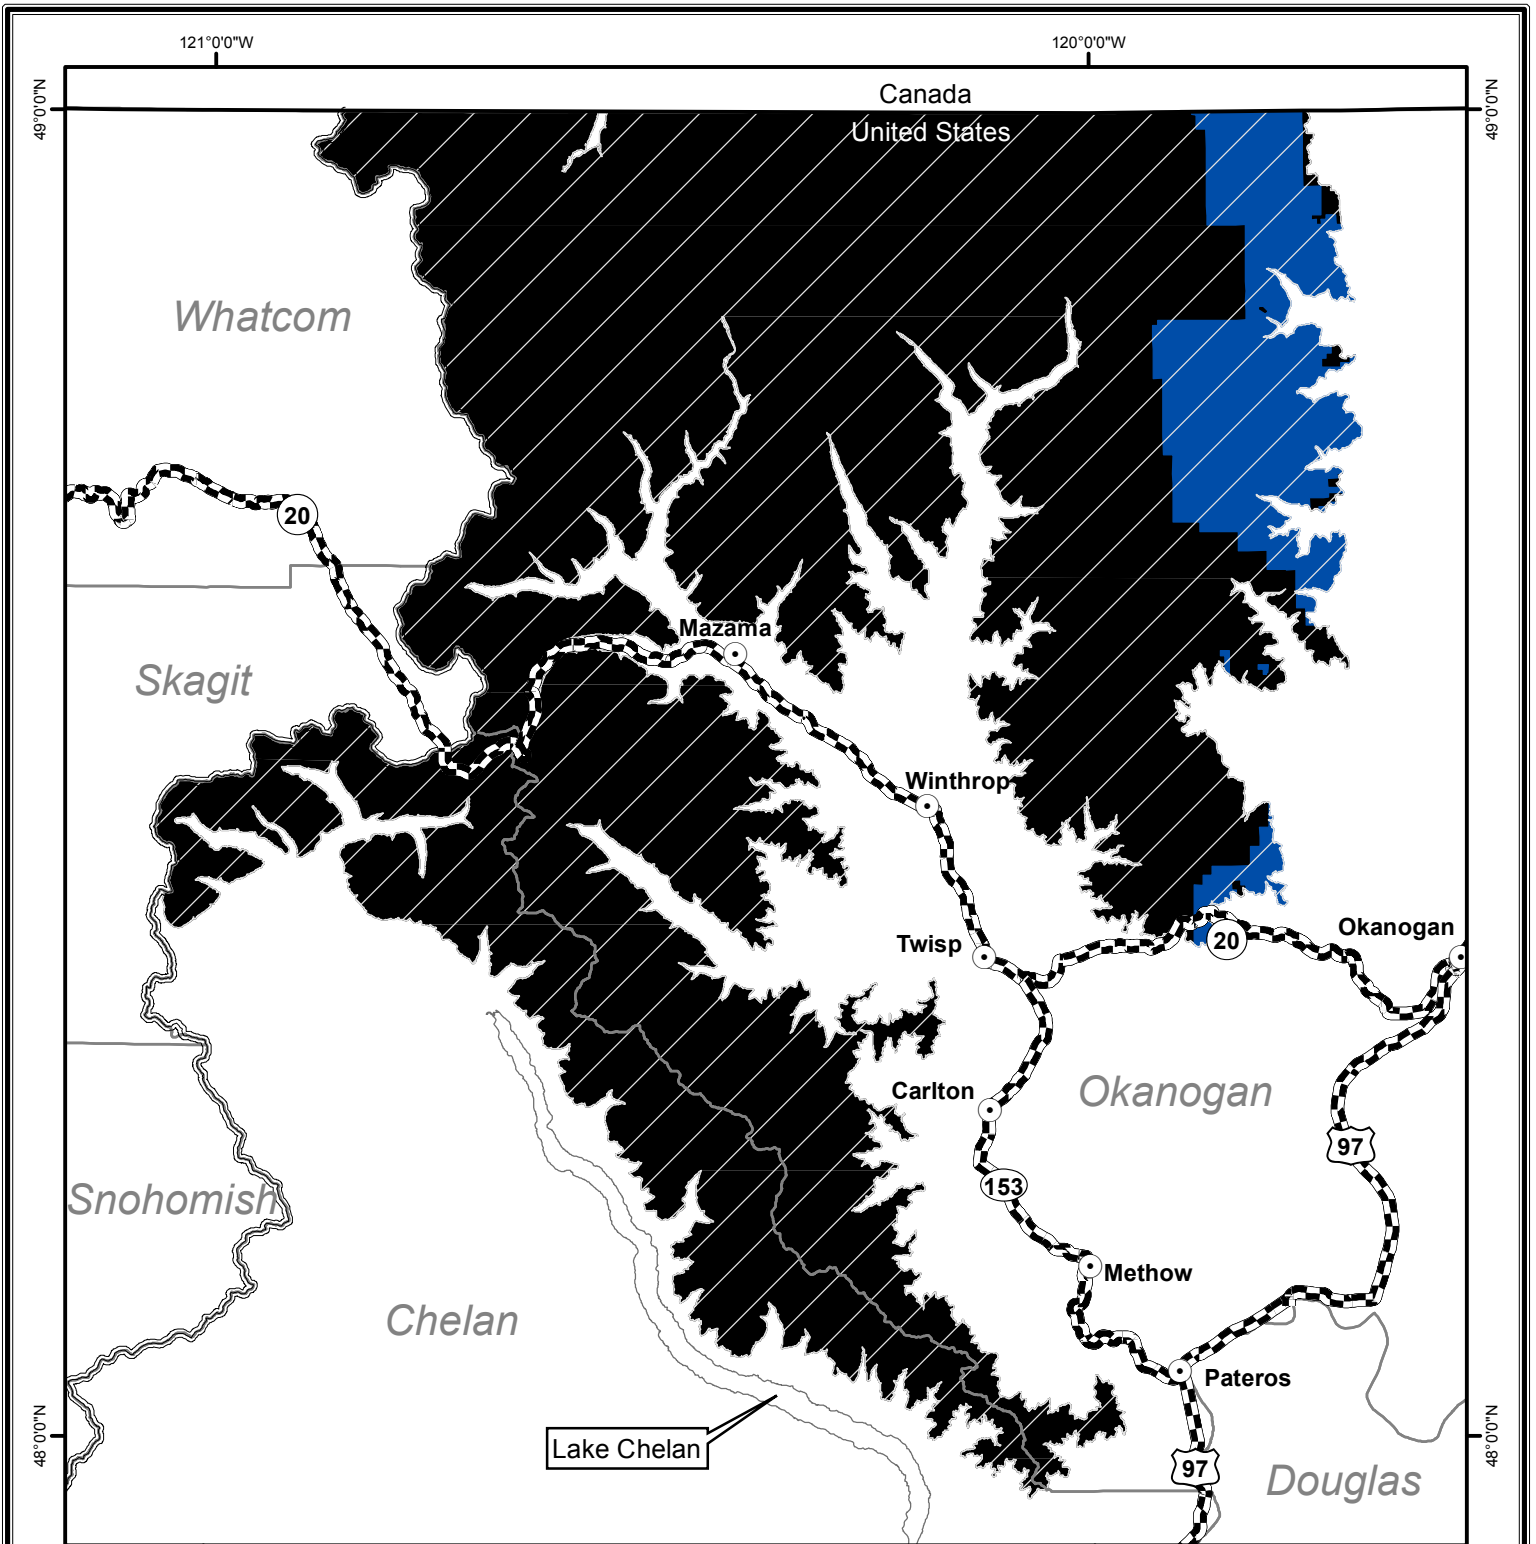 121°0'0"W
120°0'0"W
49°0'0"N
49°0'0"N
Canada
United States
Whatcom
20
Mazama
Skagit
Winthrop
Okanogan
Twisp
20
Carlton
Okanogan
97
153
Snohomish
Methow
Chelan
Pateros
48°0'0"N
48°0'0"N
Lake Chelan
97
Douglas